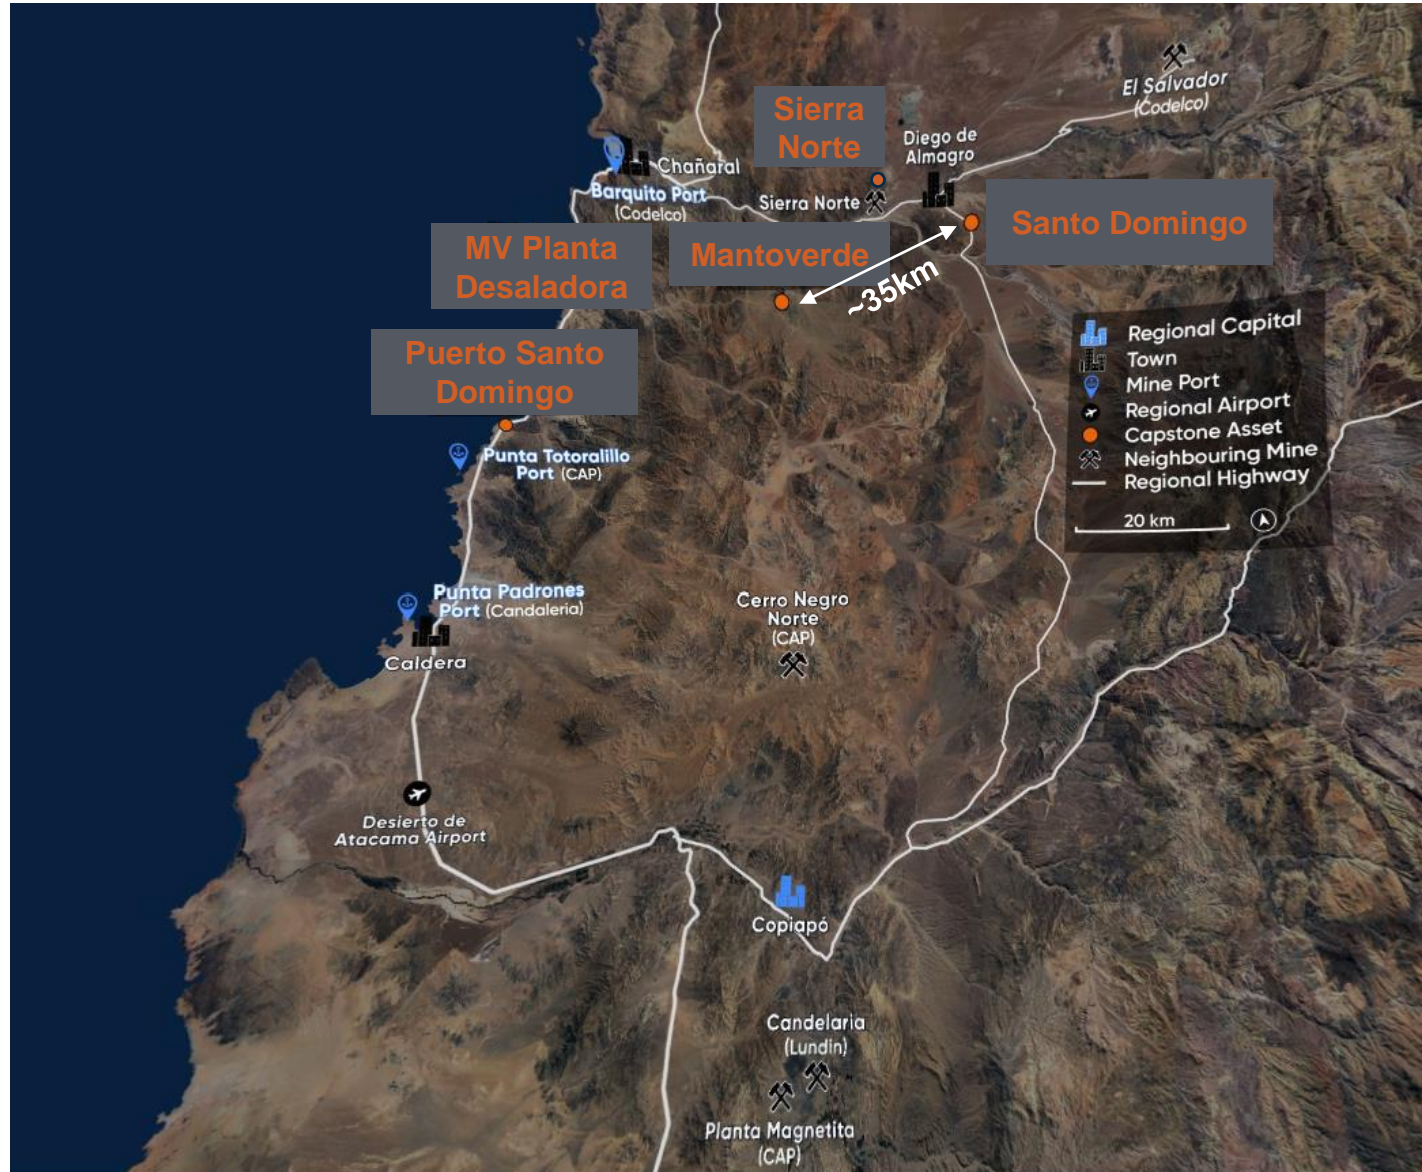 El Salvador
(Codelco)
Sierra
Norte
Diego de
Almagro
Chañaral
Barquito Port
(Codelco)
Sierra Norte
Santo Domingo
MV Planta
Desaladora
Mantoverde
~35km
Puerto Santo
Domingo
Regional Capital
Town
Mine Port
Regional Airport
Capstone Asset
Neighbouring Mine
Regional Highway
20 km
Punta Totoralillo
Port (CAP)
Punta Padrones
Port (Candaleria)
Caldera
Cerro Negro
Norte
(CAP)
Desierto de
Atacama Airport
Copiapó
Candelaria
(Lundin)
Planta Magnetita
(CAP)